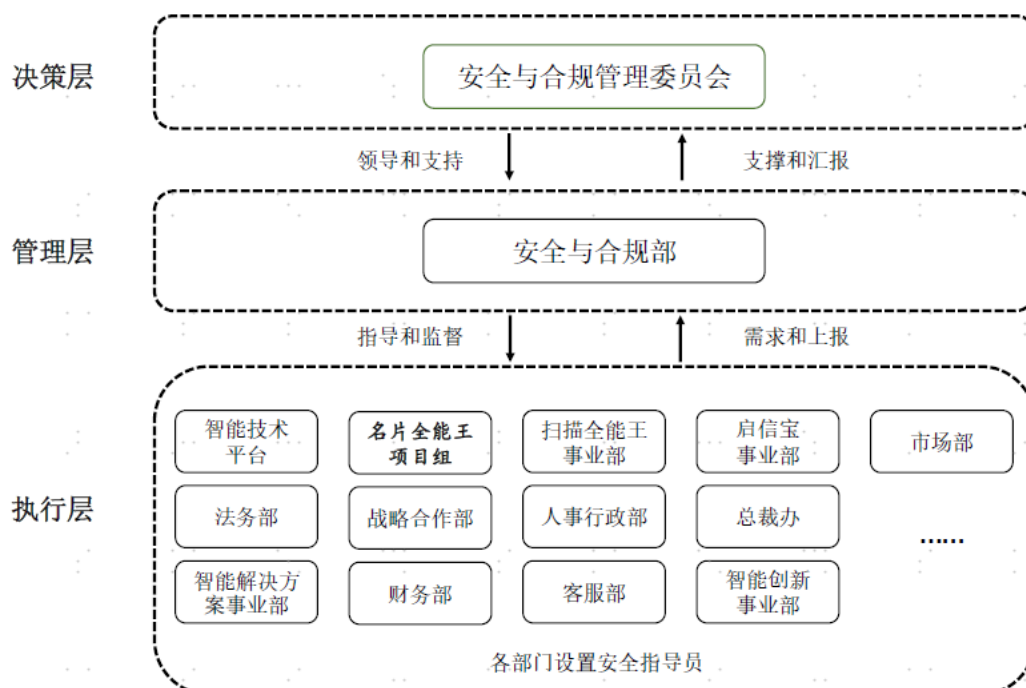 决策层
安全与合规管理委员会
领导和支持
支撑和汇报
管理层
安全与合规部
指导和监督
需求和上报
执行层
智能技术
平台
名片全能王
项目组
扫描全能王
事业部
启信宝
事业部
市场部
法务部
战略合作部
人事行政部
总裁办
……
智能解决方
案事业部
财务部
客服部
智能创新
事业部
各部门设置安全指导员